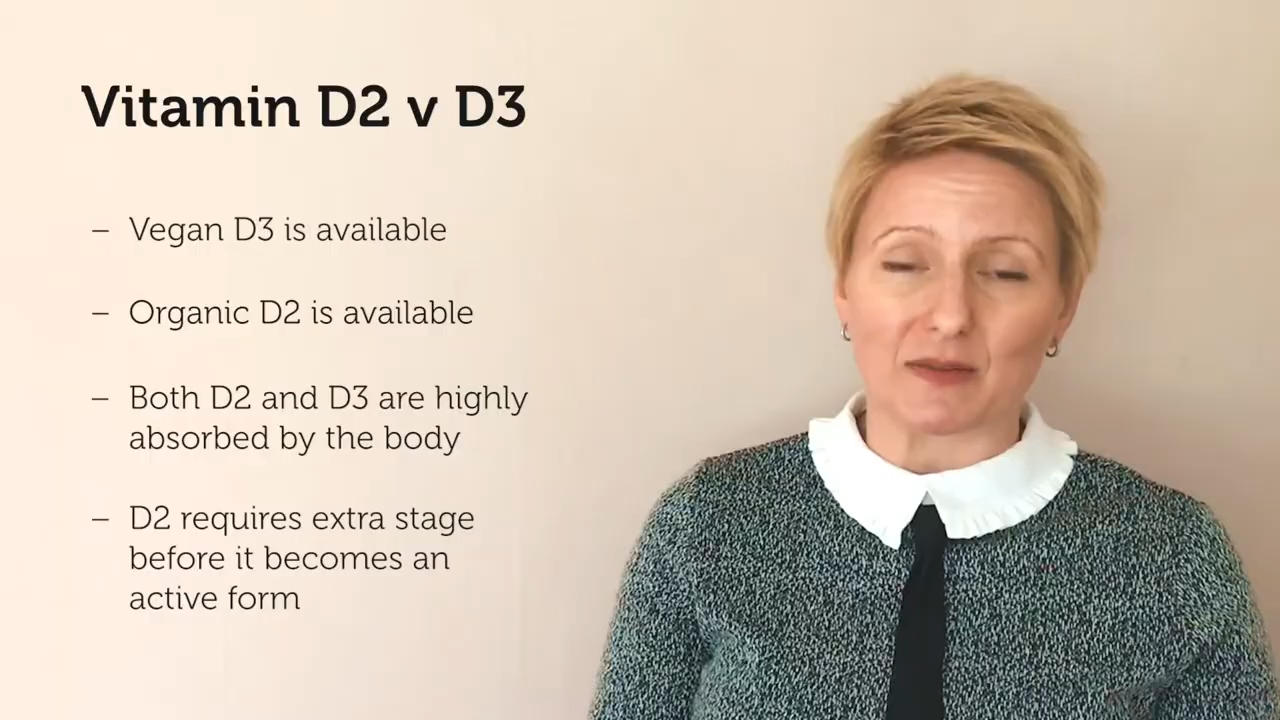 Vitamin D2 v D3
– Vegan D3 is available
– Organic D2 is available
– Both D2 and D3 are highly
absorbed by the body
– D2 requires extra stage
before it becomes an
active form